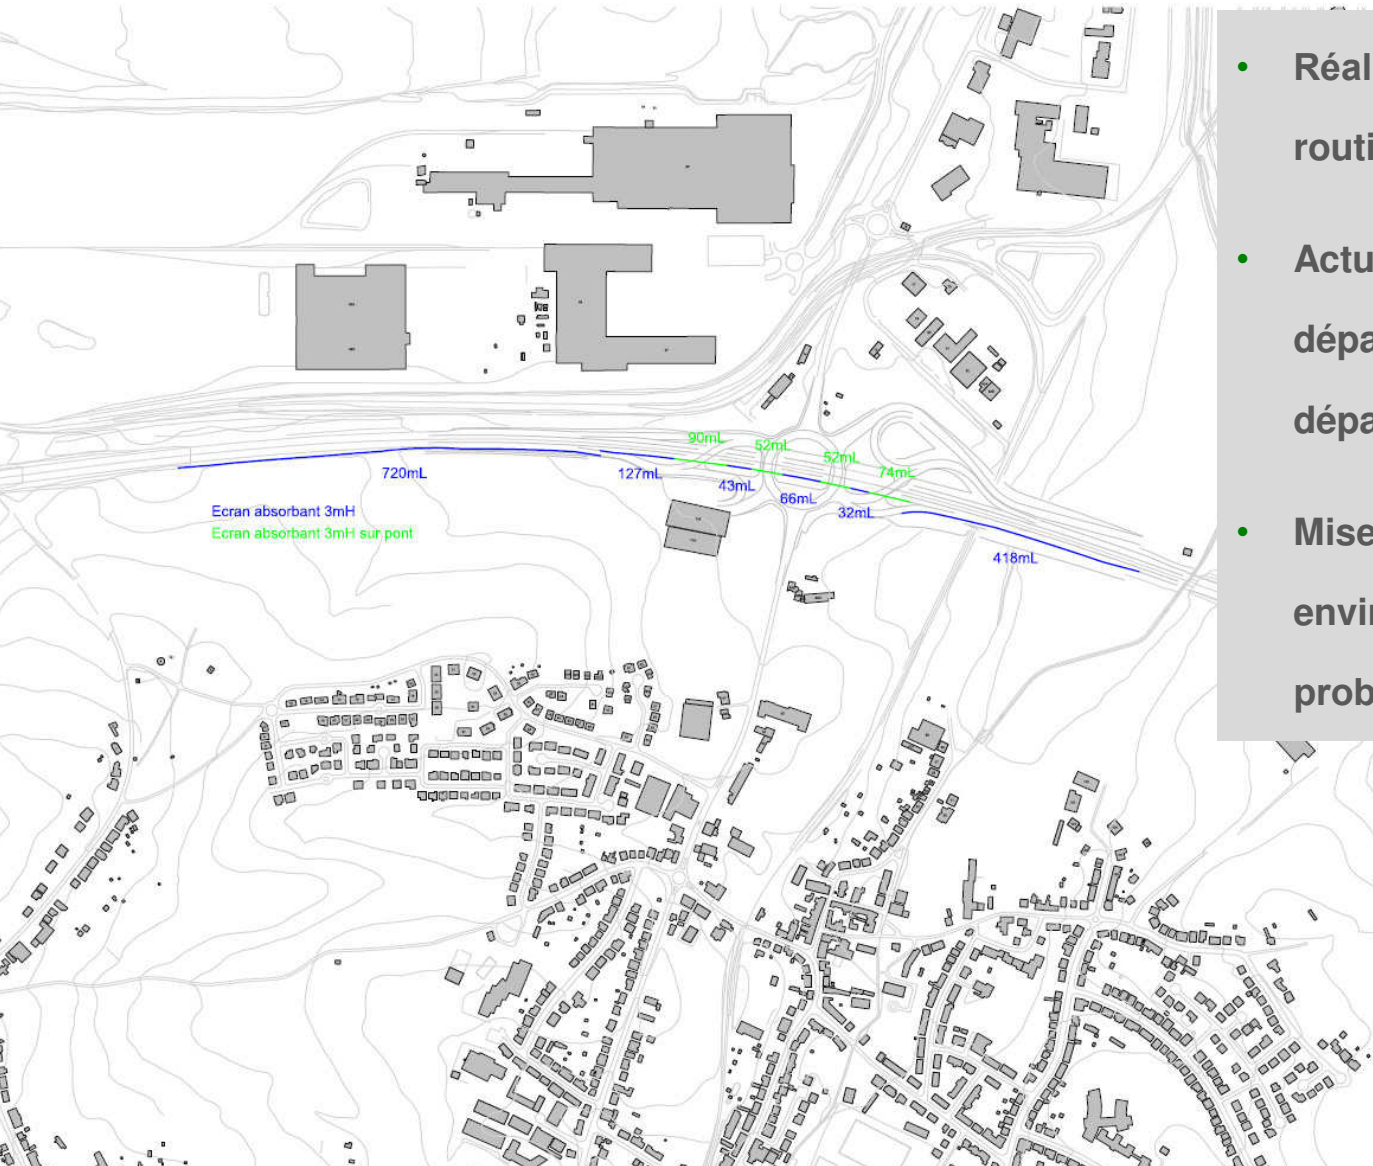 90mL
52mL
52mL
74mL
720mL
127mL
43mL
66mL
32mL
418mL
Ecran absorbant 3mH
Ecran absorbant 3mH sur pont
• Réal
routi
• Actu
dépa
dépa
• Mise
envir
prob